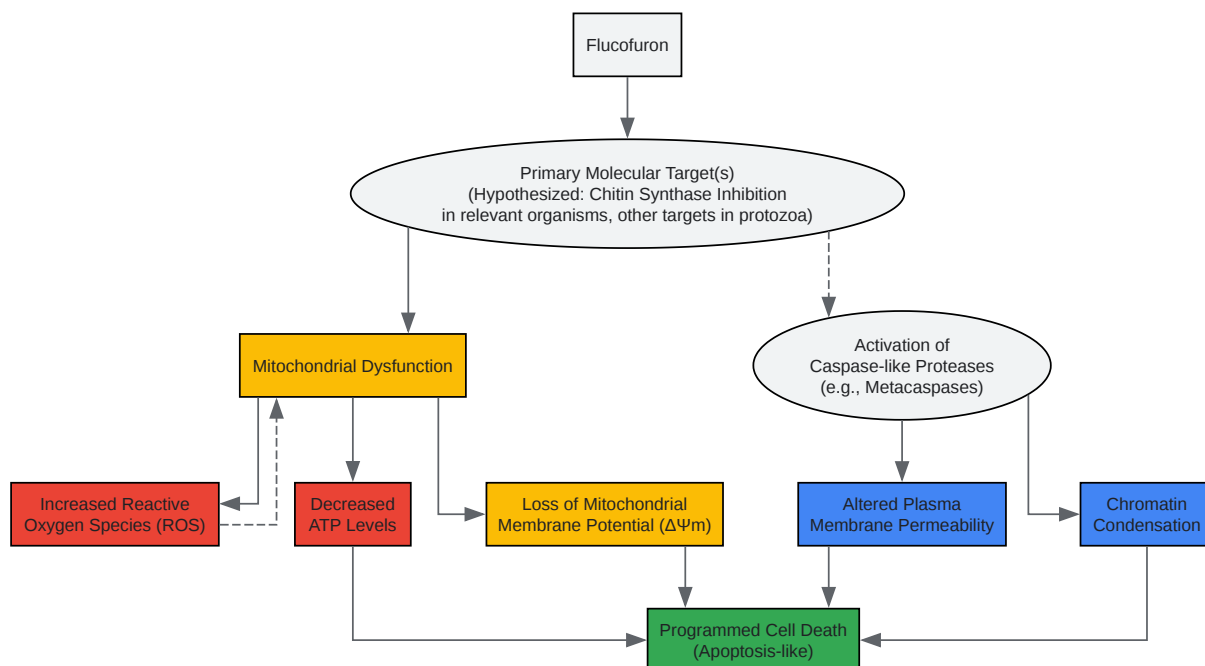 Flucofuron
Primary Molecular Target(s)
(Hypothesized: Chitin Synthase Inhibition
in relevant organisms, other targets in protozoa)
Mitochondrial Dysfunction
Activation of
Caspase-like Proteases
(e.g., Metacaspases)
Increased Reactive
Oxygen Species (ROS)
Decreased
ATP Levels
Loss of Mitochondrial
Membrane Potential (ΔΨm)
Altered Plasma
Membrane Permeability
Chromatin
Condensation
Programmed Cell Death
(Apoptosis-like)